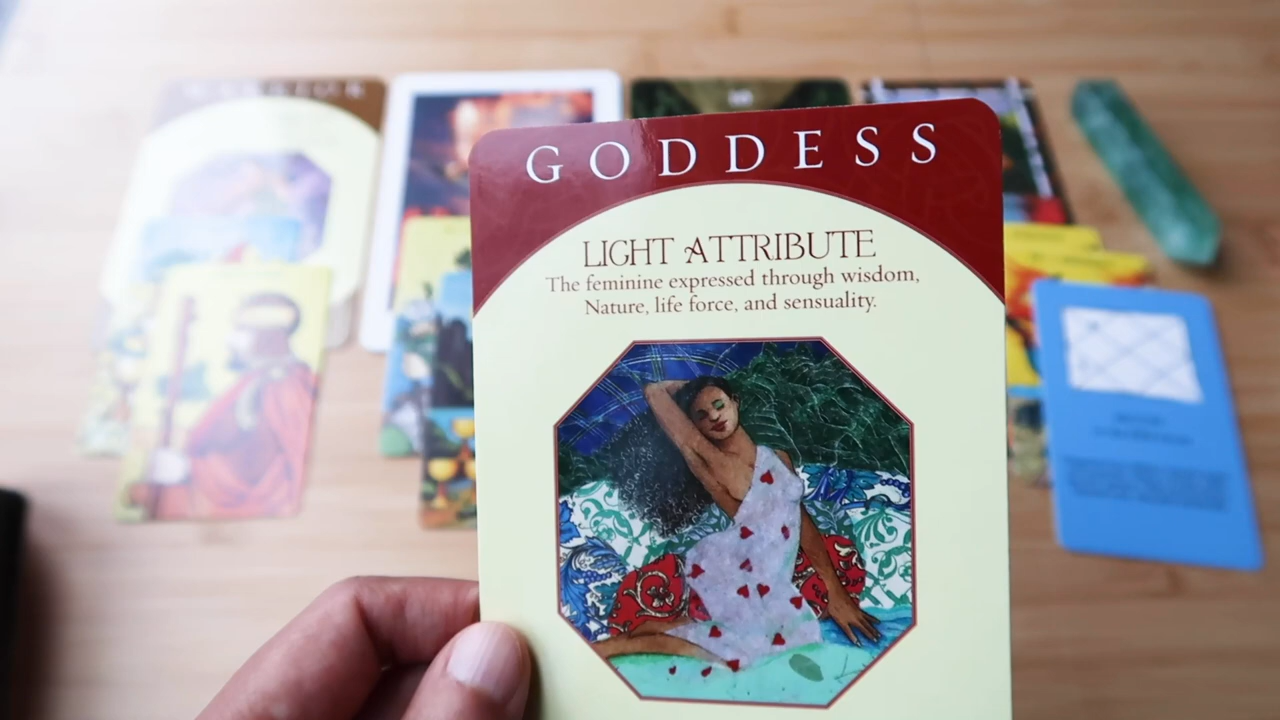 GODDESS
LIGHT ATTRIBUTE
The feminine expressed through wisdom,
Nature, life force, and sensuality.